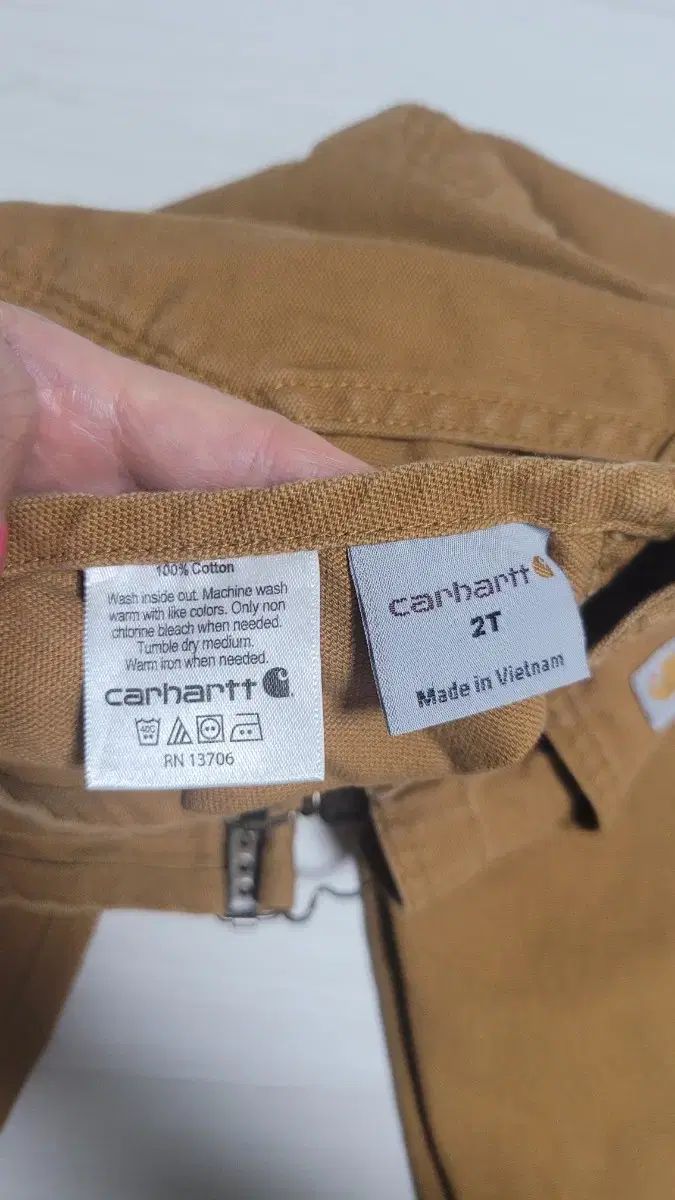 100% Cotton
Wash inside out. Machine wash
warm with like colors. Only non
chlorine bleach when needed.
Tumble dry medium.
Warm iron when needed.
carhartt
40C
RN 13706
carhartt
2T
Made in Vietnam